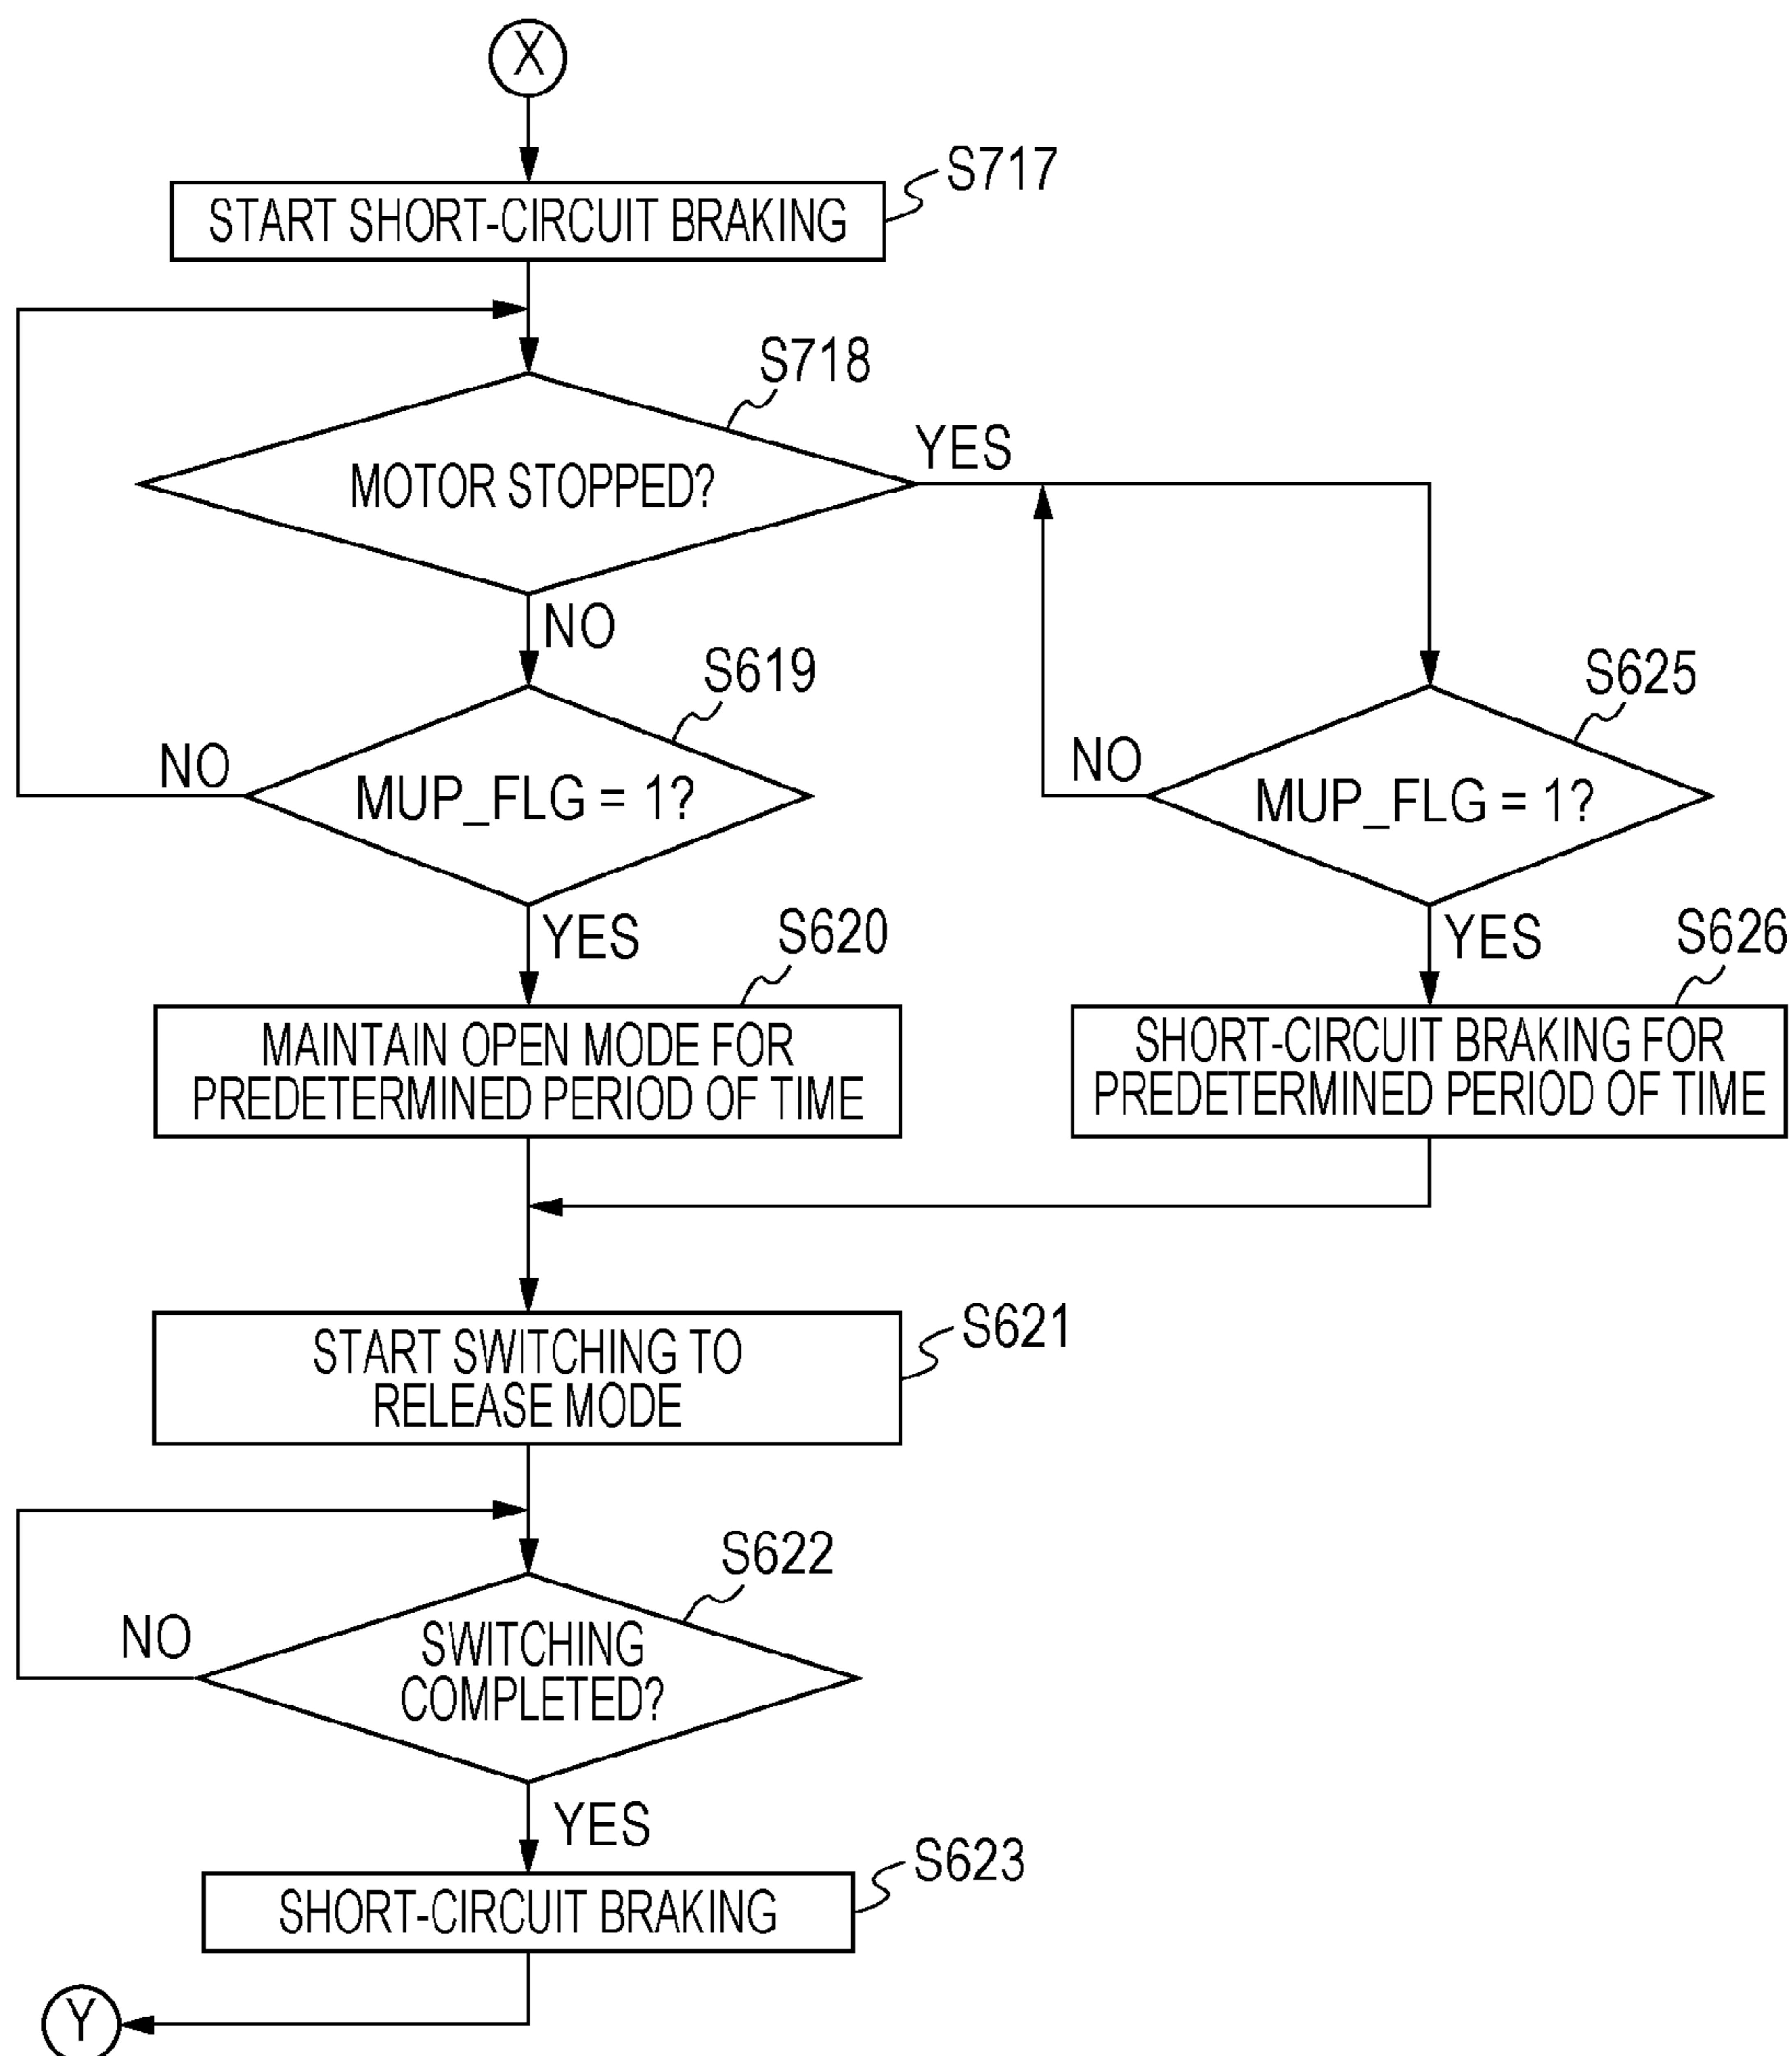 X
S717
START SHORT-CIRCUIT BRAKING
S718
MOTOR STOPPED?
YES
NO
S619
MUP_FLG = 1?
NO
YES
S625
MUP_FLG = 1?
NO
YES
S620
MAINTAIN OPEN MODE FOR
PREDETERMINED PERIOD OF TIME
S626
SHORT-CIRCUIT BRAKING FOR
PREDETERMINED PERIOD OF TIME
S621
START SWITCHING TO
RELEASE MODE
S622
SWITCHING
COMPLETED?
NO
YES
S623
SHORT-CIRCUIT BRAKING
Y